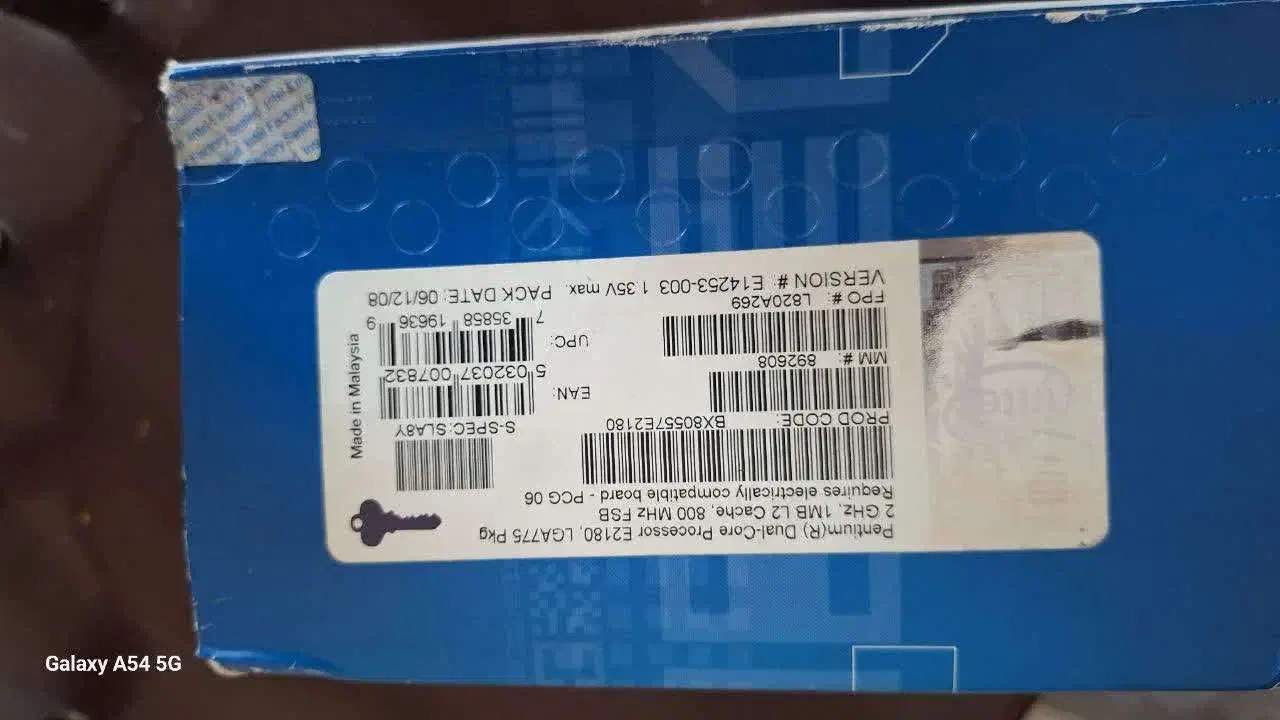 Pentium(R) Dual-Core Processor E2180, LGA775 Pkg
2 GHz, 1MB L2 Cache, 800 MHz FSB
Requires electrically compatible board - PCG 06
PROD CODE: BX80557E2180
S-SPEC:SLA8Y
MM #: 892608
EAN: 5 032037 007832
FPO #: L820A269
UPC: 7 35858 19636 9
VERSION #: E14253-003 1.35V max. PACK DATE: 06/12/08
Made in Malaysia
Galaxy A54 5G